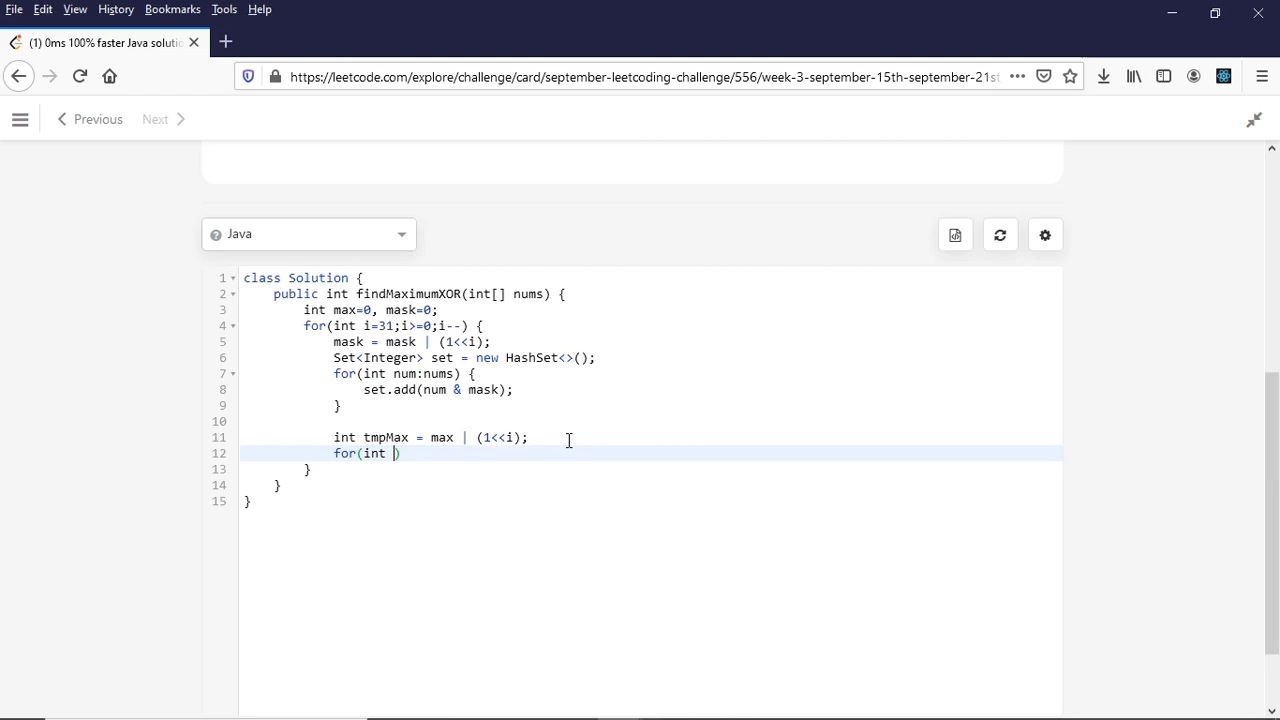 File Edit View History Bookmarks Tools Help
(1) 0ms 100% faster Java solutio
https://leetcode.com/explore/challenge/card/september-leetcoding-challenge/556/week-3-september-15th-september-21st
Previous Next
Java
1 class Solution {
2 public int findMaximumXOR(int[] nums) {
3 int max=0, mask=0;
4 for(int i=31;i>=0;i--) {
5 mask = mask | (1<<i);
6 Set<Integer> set = new HashSet<>();
7 for(int num:nums) {
8 set.add(num & mask);
9 }
10
11 int tmpMax = max | (1<<i);
12 for(int )
13 }
14 }
15 }